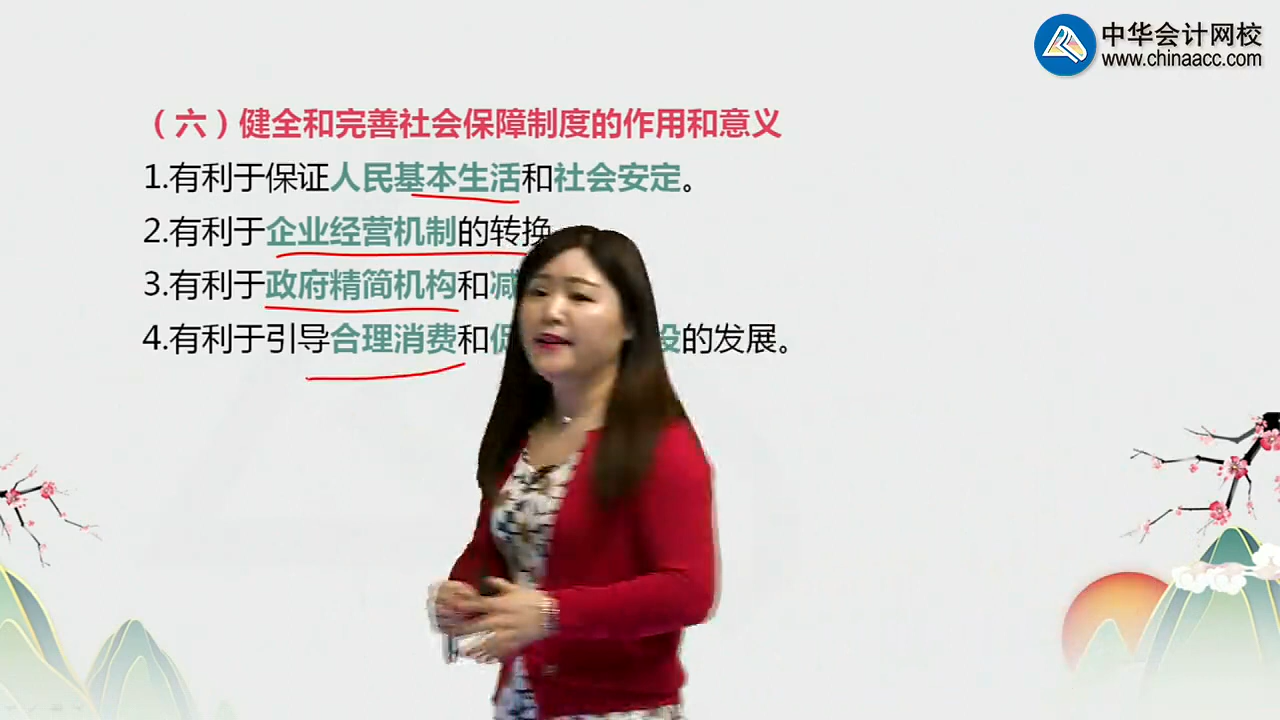 中华会计网校
www.chinaacc.com
（六）健全和完善社会保障制度的作用和意义
1.有利于保证人民基本生活和社会安定。
2.有利于企业经营机制的转换
3.有利于政府精简机构和减
4.有利于引导合理消费和促 设的发展。